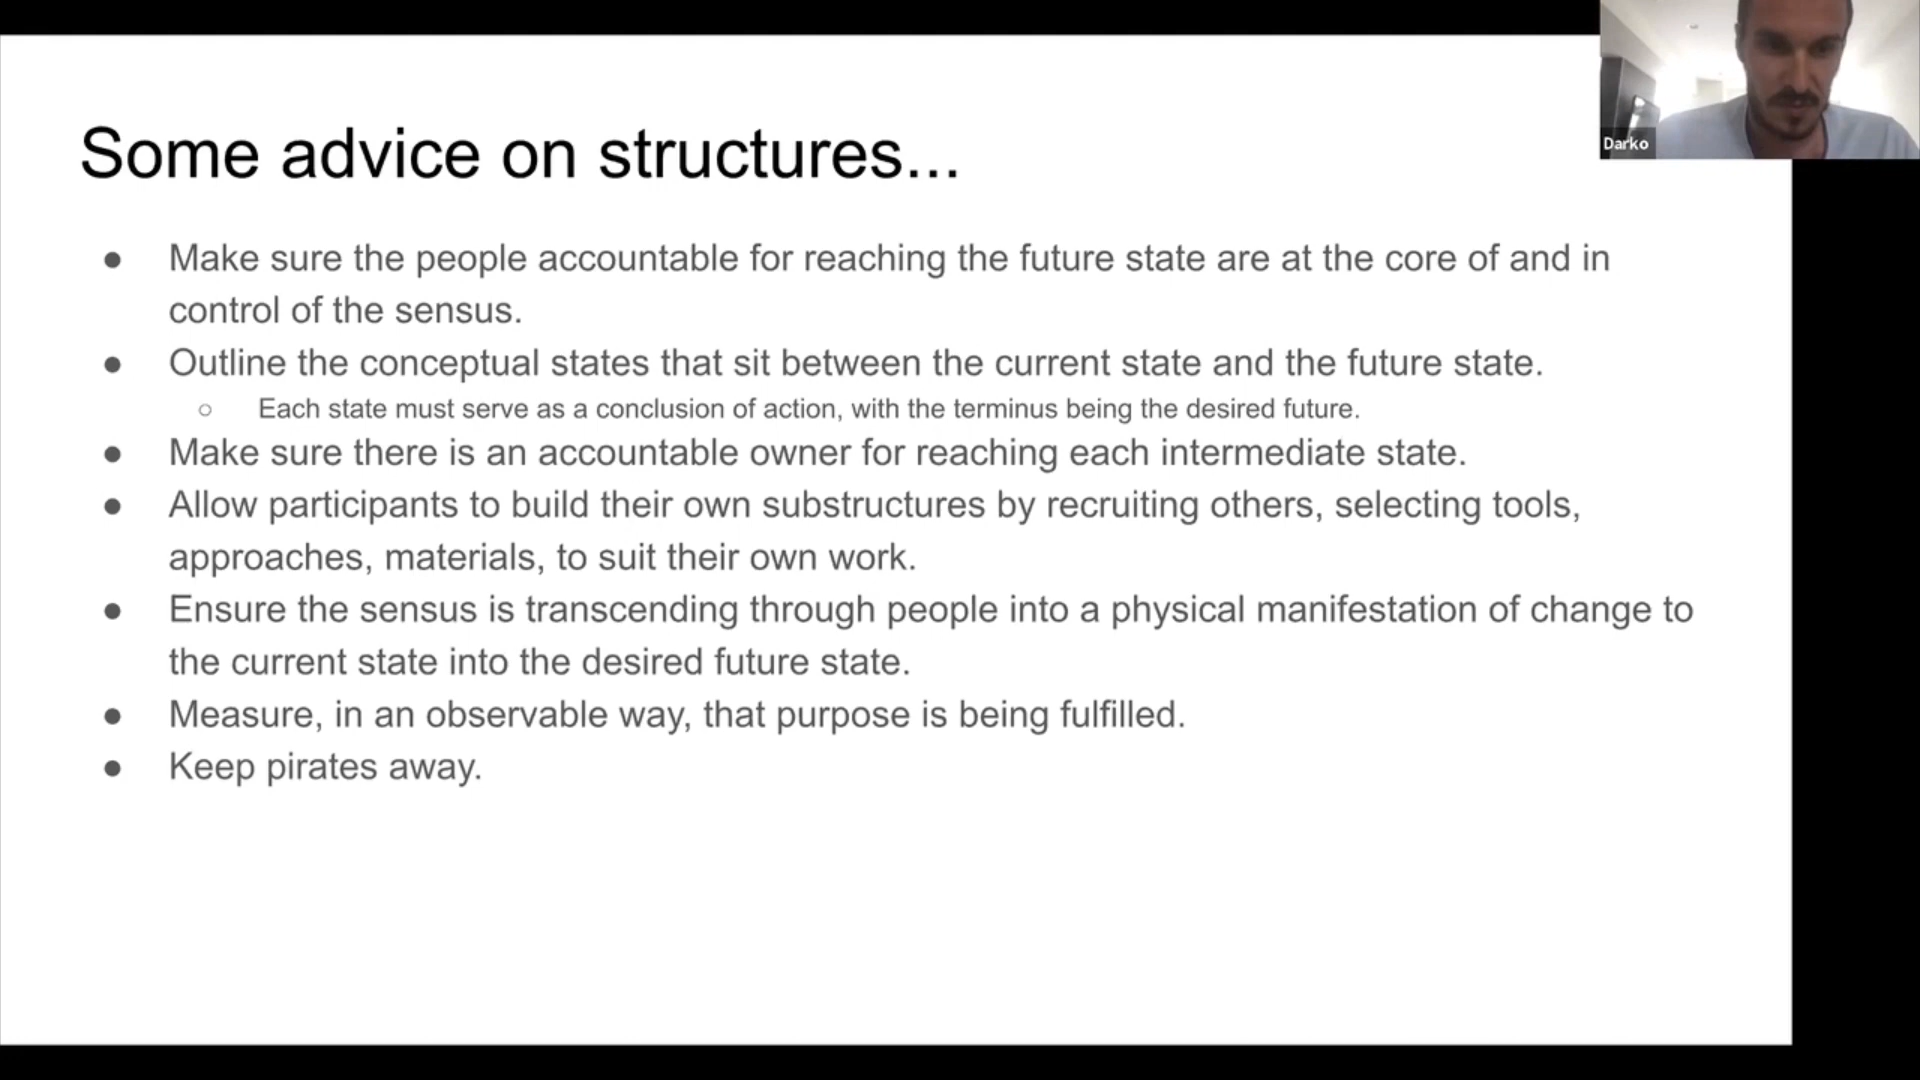 Some advice on structures...
● Make sure the people accountable for reaching the future state are at the core of and in
control of the sensus.
● Outline the conceptual states that sit between the current state and the future state.
○ Each state must serve as a conclusion of action, with the terminus being the desired future.
● Make sure there is an accountable owner for reaching each intermediate state.
● Allow participants to build their own substructures by recruiting others, selecting tools,
approaches, materials, to suit their own work.
● Ensure the sensus is transcending through people into a physical manifestation of change to
the current state into the desired future state.
● Measure, in an observable way, that purpose is being fulfilled.
● Keep pirates away.
Darko